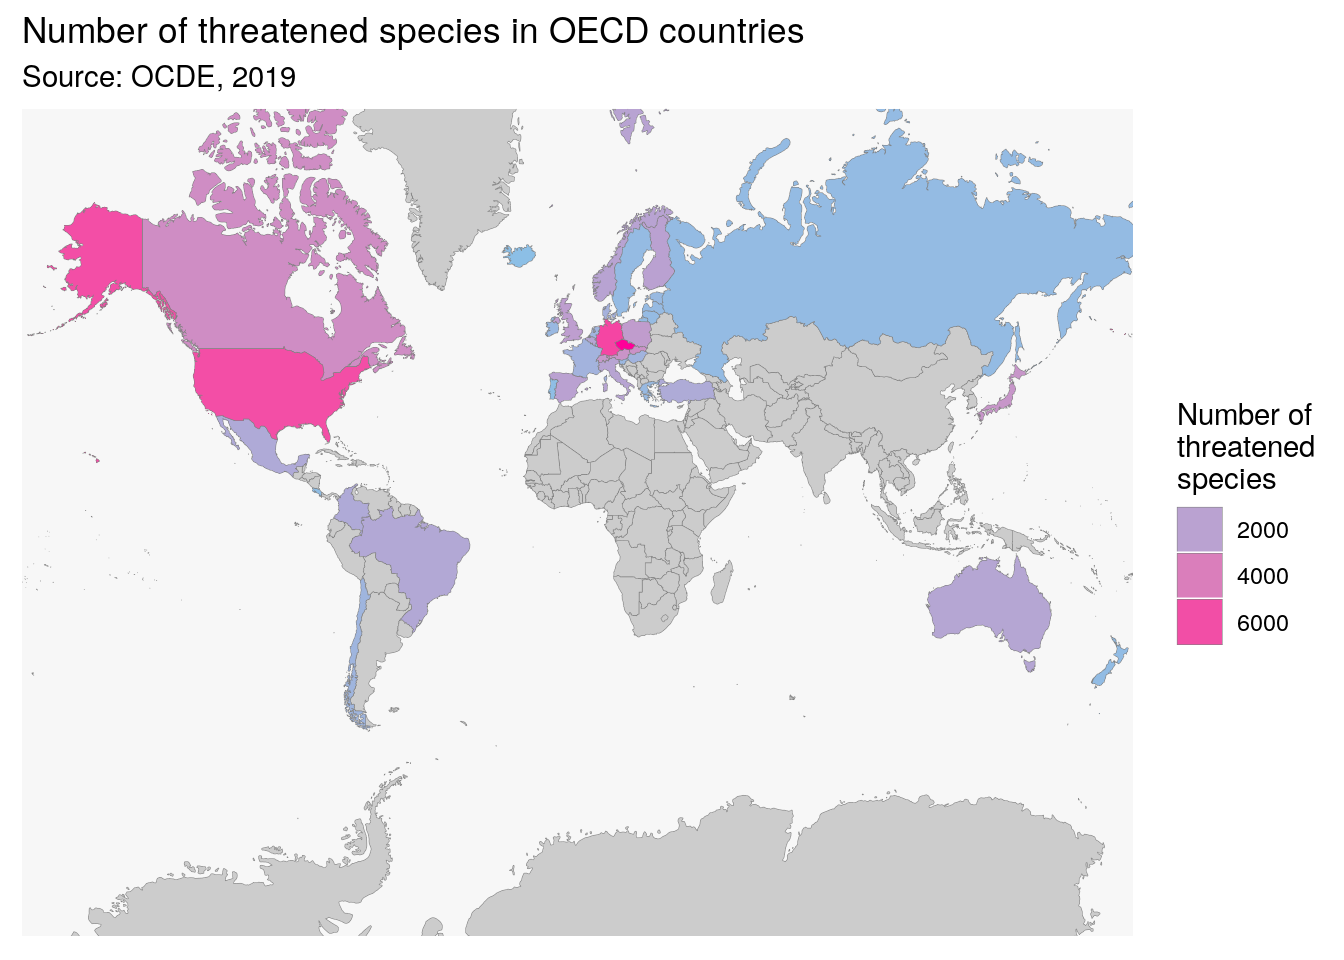 Number of threatened species in OECD countries
Source: OCDE, 2019
Number of
threatened
species
2000
4000
6000